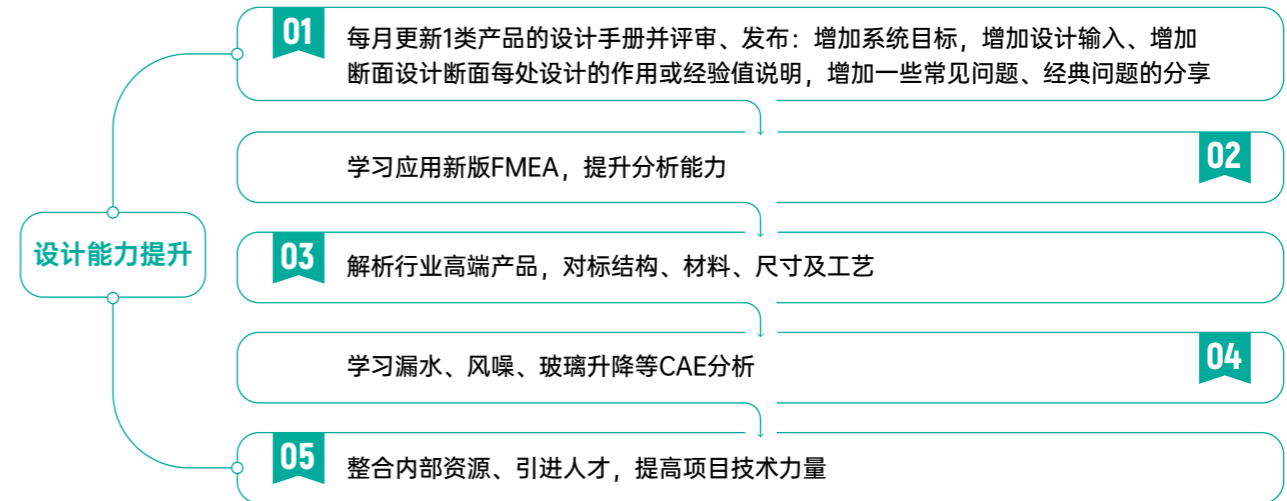 01
每月更新1类产品的设计手册并评审、发布：增加系统目标，增加设计输入、增加
断面设计断面每处设计的作用或经验值说明，增加一些常见问题、经典问题的分享
学习应用新版FMEA，提升分析能力
02
设计能力提升
03
解析行业高端产品，对标结构、材料、尺寸及工艺
学习漏水、风噪、玻璃升降等CAE分析
04
05
整合内部资源、引进人才，提高项目技术力量